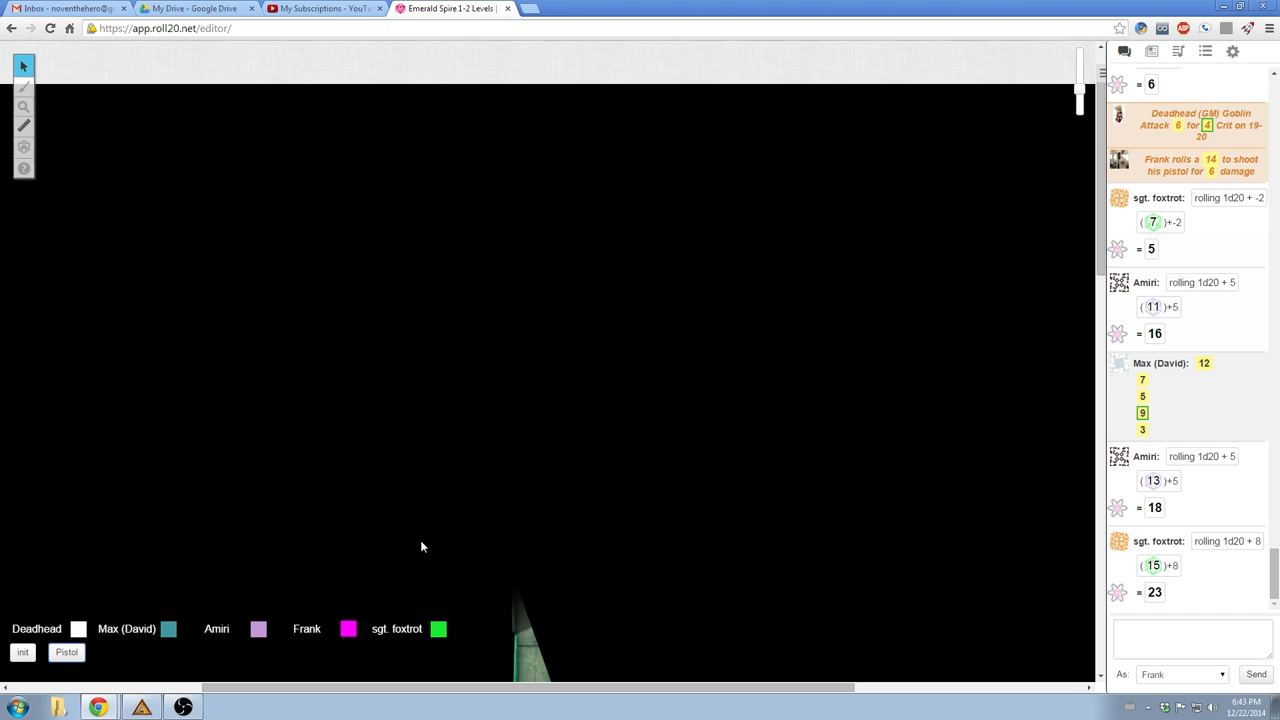 Inbox - noventhehero@g
My Drive - Google Drive
My Subscriptions - YouTu
Emerald Spire 1-2 Levels |
https://app.roll20.net/editor/
= 6
Deadhead (GM) Goblin
Attack 6 for 4 Crit on 19-
20
Frank rolls a 14 to shoot
his pistol for 6 damage
sgt. foxtrot: rolling 1d20 + -2
(7)+-2
= 5
Amiri: rolling 1d20 + 5
(11)+5
= 16
Max (David): 12
7
5
9
3
Amiri: rolling 1d20 + 5
(13)+5
= 18
sgt. foxtrot: rolling 1d20 + 8
(15)+8
= 23
Deadhead Max (David) Amiri Frank sgt. foxtrot
init Pistol
As: Frank Send
6:43 PM
12/22/2014